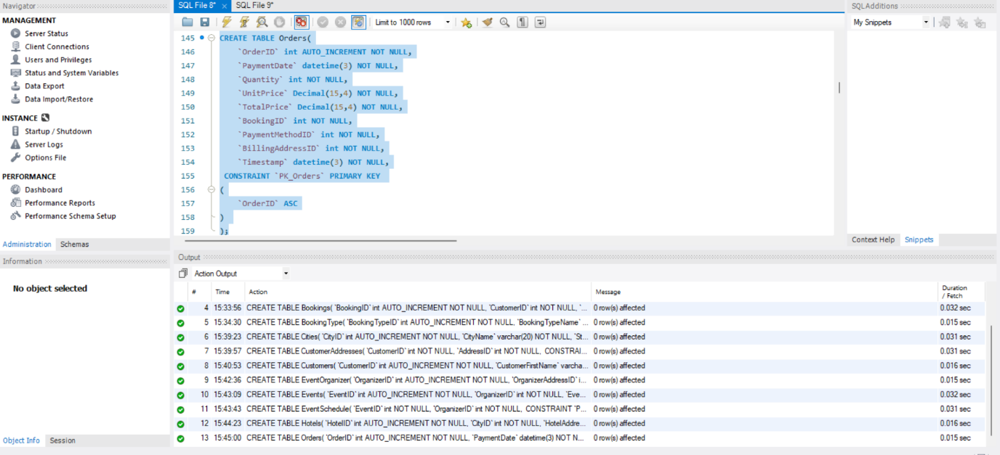 Navigator
MANAGEMENT
Server Status
Client Connections
Users and Privileges
Status and System Variables
Data Export
Data Import/Restore
INSTANCE
Startup / Shutdown
Server Logs
Options File
PERFORMANCE
Dashboard
Performance Reports
Performance Schema Setup
Administration Schemas
Information
No object selected
Object Info Session
SQL File 8* × SQL File 9*
Limit to 1000 rows
145 CREATE TABLE Orders(
146 `OrderID` int AUTO_INCREMENT NOT NULL,
147 `PaymentDate` datetime(3) NOT NULL,
148 `Quantity` int NOT NULL,
149 `UnitPrice` Decimal(15,4) NOT NULL,
150 `TotalPrice` Decimal(15,4) NOT NULL,
151 `BookingID` int NOT NULL,
152 `PaymentMethodID` int NOT NULL,
153 `BillingAddressID` int NOT NULL,
154 `Timestamp` datetime(3) NOT NULL,
155 CONSTRAINT `PK_Orders` PRIMARY KEY
156 (
157 `OrderID` ASC
158 )
159 );
SQLAdditions
My Snippets
Context Help Snippets
Output
Action Output
# Time Action Message Duration / Fetch
4 15:33:56 CREATE TABLE Bookings( `BookingID` int AUTO_INCREMENT NOT NULL, `CustomerID` int NOT NULL, `... 0 row(s) affected 0.032 sec
5 15:34:30 CREATE TABLE BookingType( `BookingTypeID` int AUTO_INCREMENT NOT NULL, `BookingTypeName` ... 0 row(s) affected 0.015 sec
6 15:39:23 CREATE TABLE Cities( `CityID` int AUTO_INCREMENT NOT NULL, `CityName` varchar(20) NOT NULL, `St... 0 row(s) affected 0.031 sec
7 15:39:57 CREATE TABLE CustomerAddresses( `CustomerID` int NOT NULL, `AddressID` int NOT NULL, CONSTRAI... 0 row(s) affected 0.031 sec
8 15:40:53 CREATE TABLE Customers( `CustomerID` int AUTO_INCREMENT NOT NULL, `CustomerFirstName` varcha... 0 row(s) affected 0.016 sec
9 15:42:36 CREATE TABLE EventOrganizer( `OrganizerID` int AUTO_INCREMENT NOT NULL, `OrganizerAddressID` i... 0 row(s) affected 0.015 sec
10 15:43:09 CREATE TABLE Events( `EventID` int AUTO_INCREMENT NOT NULL, `OrganizerID` int NOT NULL, `Eve... 0 row(s) affected 0.032 sec
11 15:43:43 CREATE TABLE EventSchedule( `EventID` int NOT NULL, `OrganizerID` int NOT NULL, CONSTRAINT `P... 0 row(s) affected 0.031 sec
12 15:44:23 CREATE TABLE Hotels( `HotelID` int AUTO_INCREMENT NOT NULL, `CityID` int NOT NULL, `HotelAddre... 0 row(s) affected 0.016 sec
13 15:45:00 CREATE TABLE Orders( `OrderID` int AUTO_INCREMENT NOT NULL, `PaymentDate` datetime(3) NOT N... 0 row(s) affected 0.015 sec